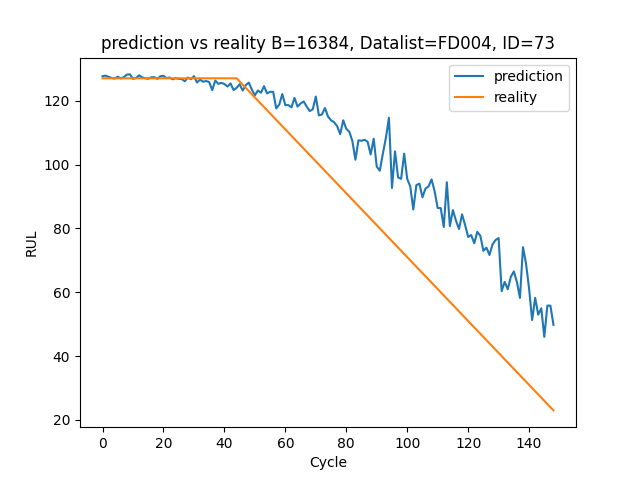 prediction vs reality B=16384, Datalist=FD004, ID=73
prediction
reality
RUL
120
100
80
60
40
20
0 20 40 60 80 100 120 140
Cycle